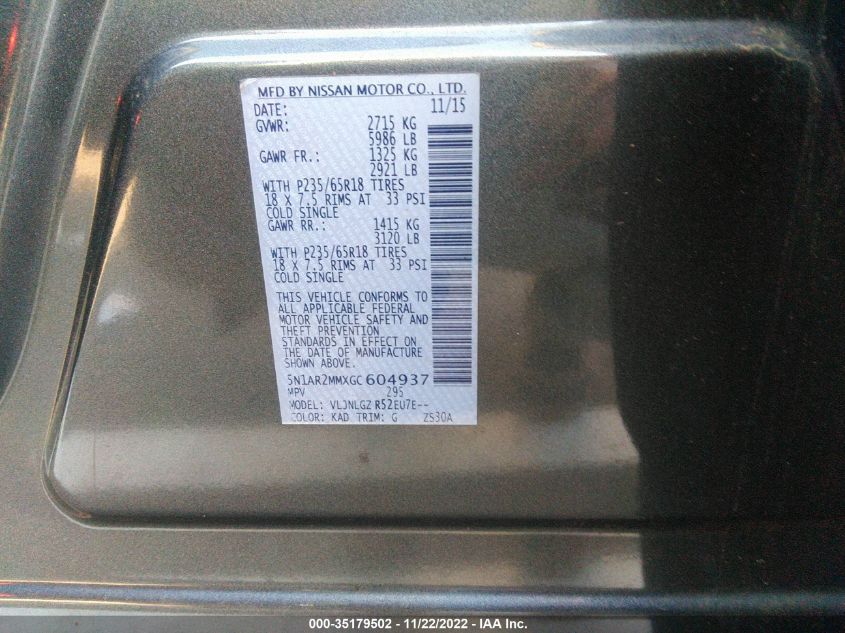 MFD BY NISSAN MOTOR CO., LTD.
DATE: 11/15
GVWR: 2715 KG
5986 LB
GAWR FR.: 1325 KG
2921 LB
WITH P235/65R18 TIRES
18 X 7.5 RIMS AT 33 PSI
COLD SINGLE
GAWR RR.: 1415 KG
3120 LB
WITH P235/65R18 TIRES
18 X 7.5 RIMS AT 33 PSI
COLD SINGLE
THIS VEHICLE CONFORMS TO
ALL APPLICABLE FEDERAL
MOTOR VEHICLE SAFETY AND
THEFT PREVENTION
STANDARDS IN EFFECT ON
THE DATE OF MANUFACTURE
SHOWN ABOVE.
5N1AR2MMXGC604937
MPV 295
MODEL: VLJNLGZ R52EU7E--
COLOR: KAD TRIM: G ZS30A
000-35179502 - 11/22/2022 - IAA Inc.